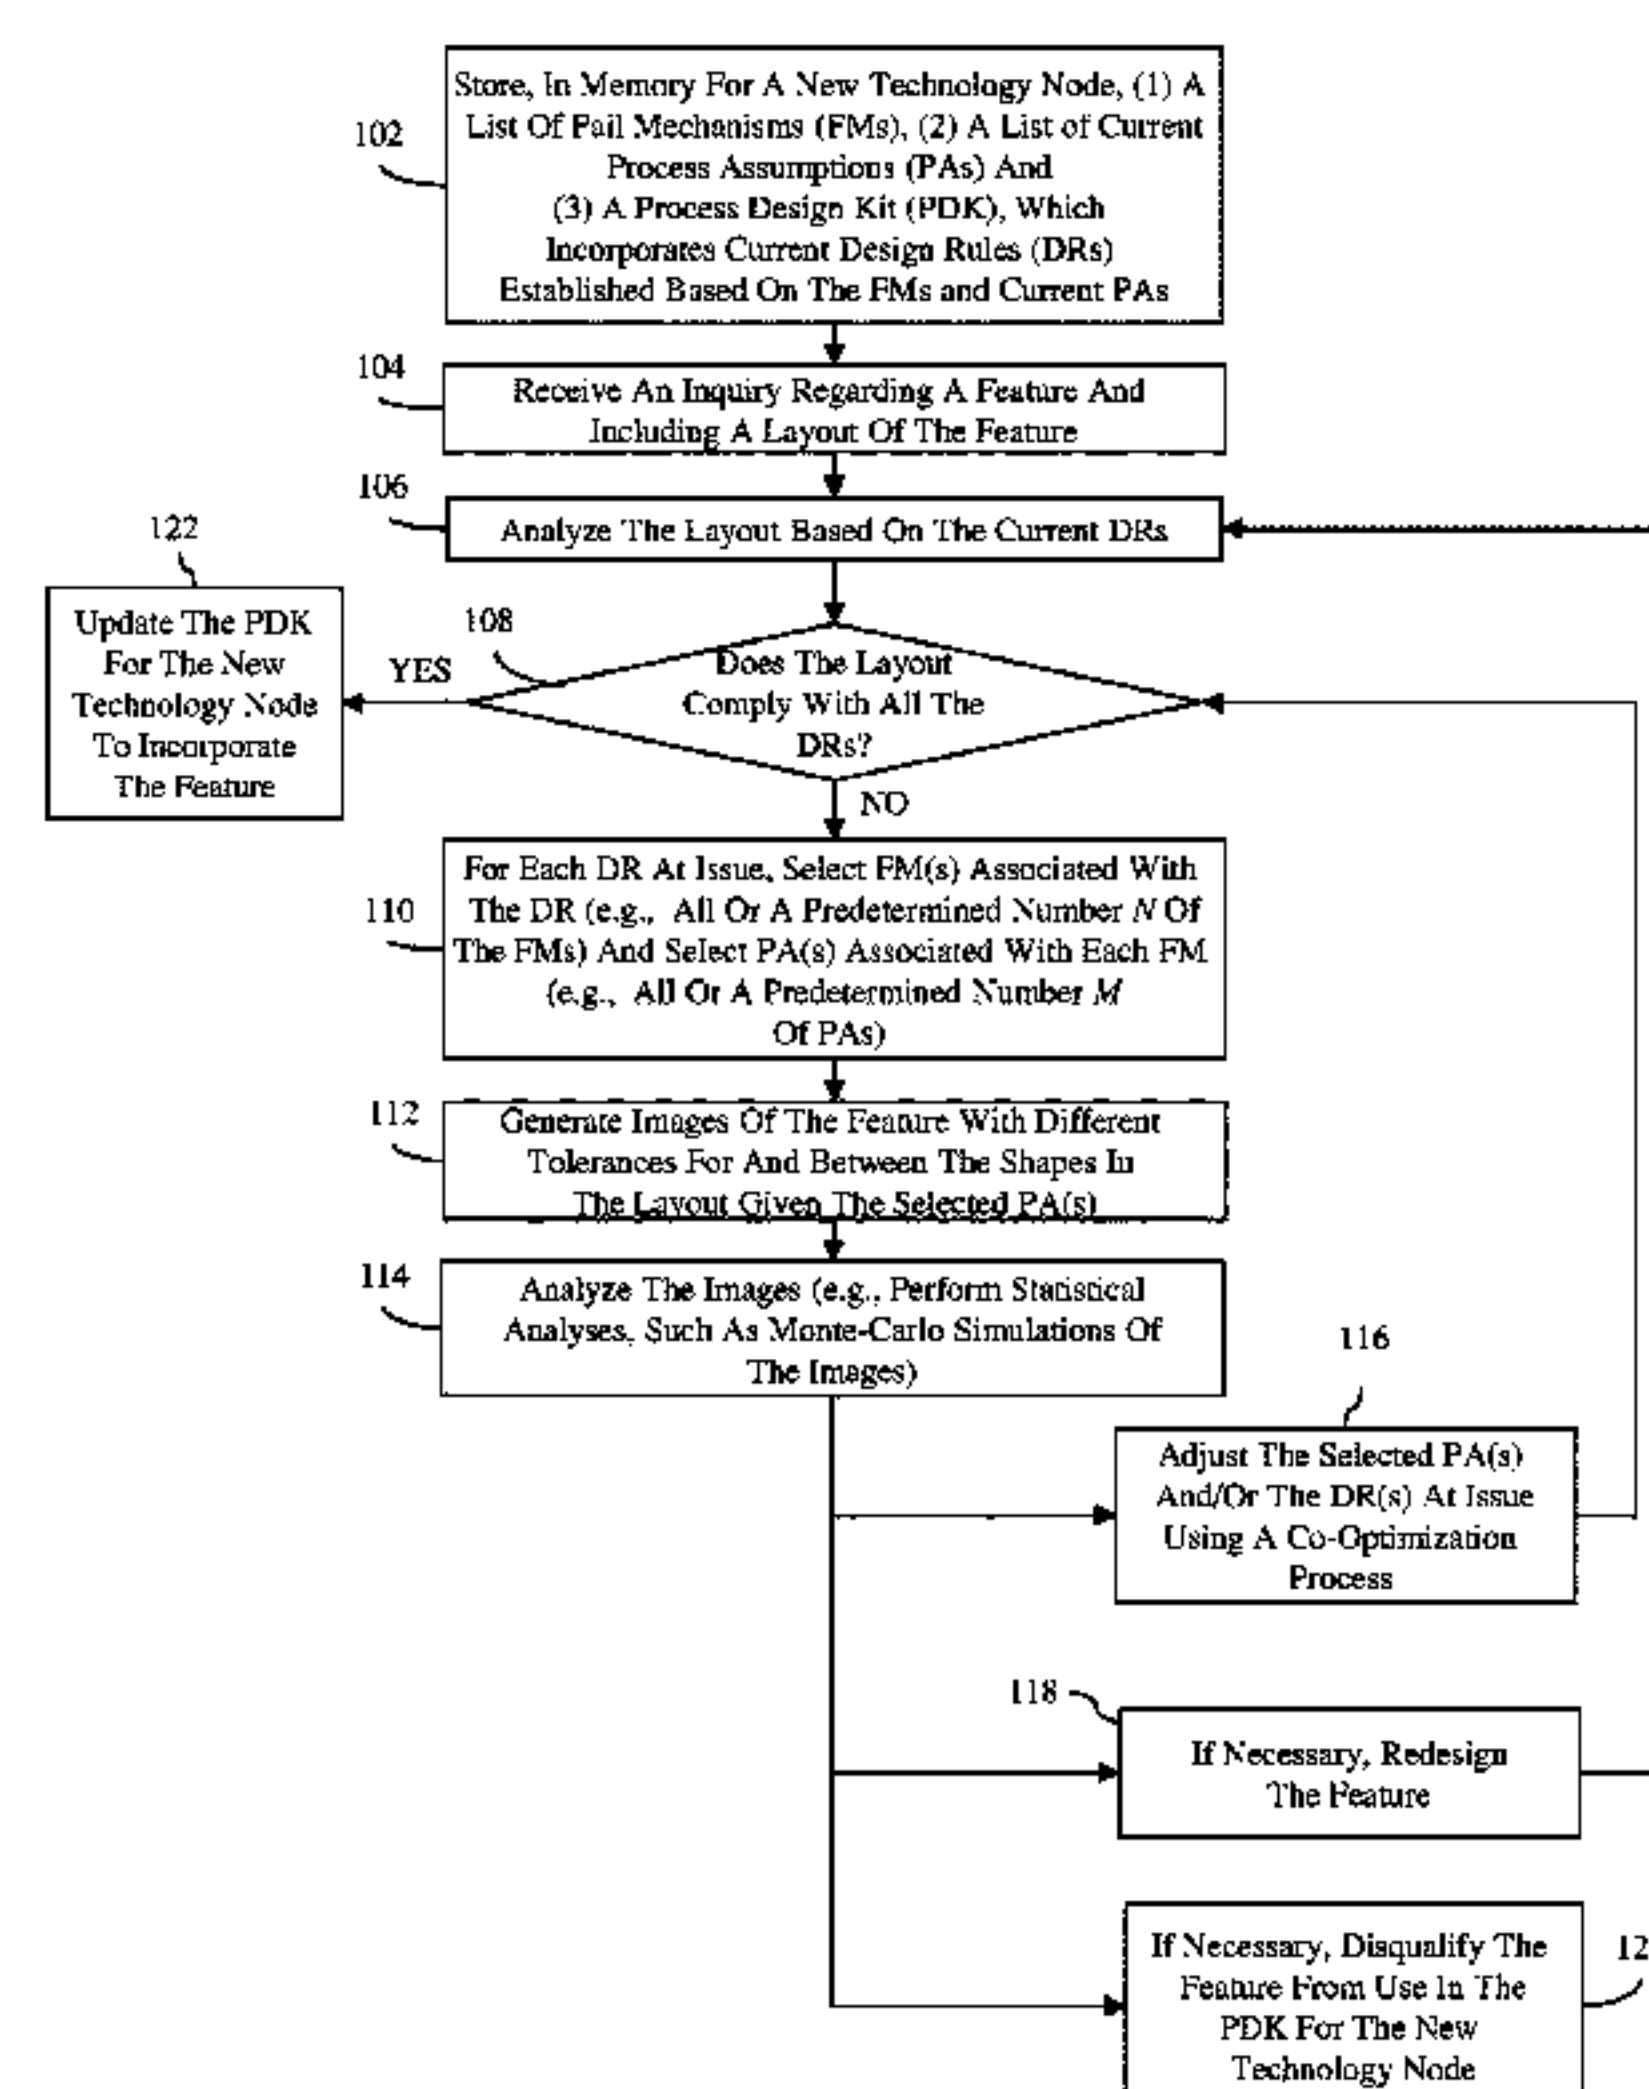 102
Store, In Memory For A New Technology Node, (1) A
List Of Fail Mechanisms (FMs), (2) A List of Current
Process Assumptions (PAs) And
(3) A Process Design Kit (PDK), Which
Incorporates Current Design Rules (DRs)
Established Based On The FMs and Current PAs
104
Receive An Inquiry Regarding A Feature And
Including A Layout Of The Feature
106
Analyze The Layout Based On The Current DRs
122
Update The PDK
For The New
Technology Node
To Incorporate
The Feature
YES
108
Does The Layout
Comply With All The
DRs?
NO
110
For Each DR At Issue, Select FM(s) Associated With
The DR (e.g., All Or A Predetermined Number N Of
The FMs) And Select PA(s) Associated With Each FM
(e.g., All Or A Predetermined Number M
Of PAs)
112
Generate Images Of The Feature With Different
Tolerances For And Between The Shapes In
The Layout Given The Selected PA(s)
114
Analyze The Images (e.g., Perform Statistical
Analyses, Such As Monte-Carlo Simulations Of
The Images)
116
Adjust The Selected PA(s)
And/Or The DR(s) At Issue
Using A Co-Optimization
Process
118
If Necessary, Redesign
The Feature
If Necessary, Disqualify The
Feature From Use In The
PDK For The New
Technology Node
12